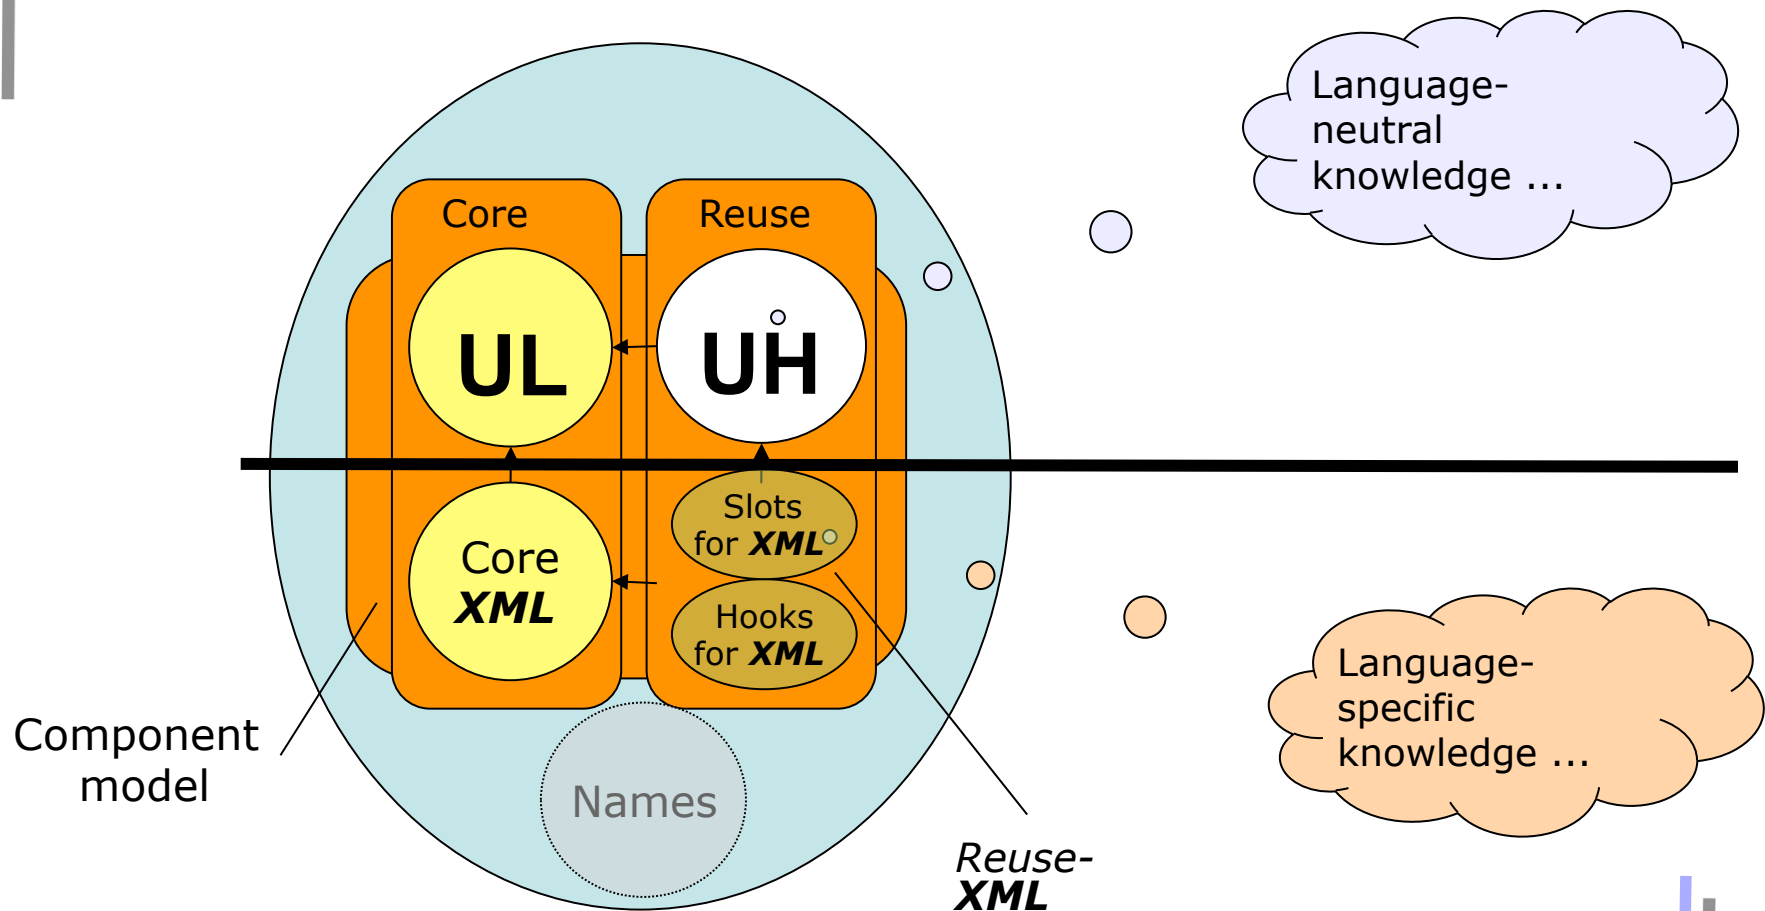 Language-
neutral
knowledge ...
Core
Reuse
UL
UH
Slots
for XML
Core
XML
Hooks
for XML
Language-
specific
knowledge ...
Component
model
Names
Reuse-
XML